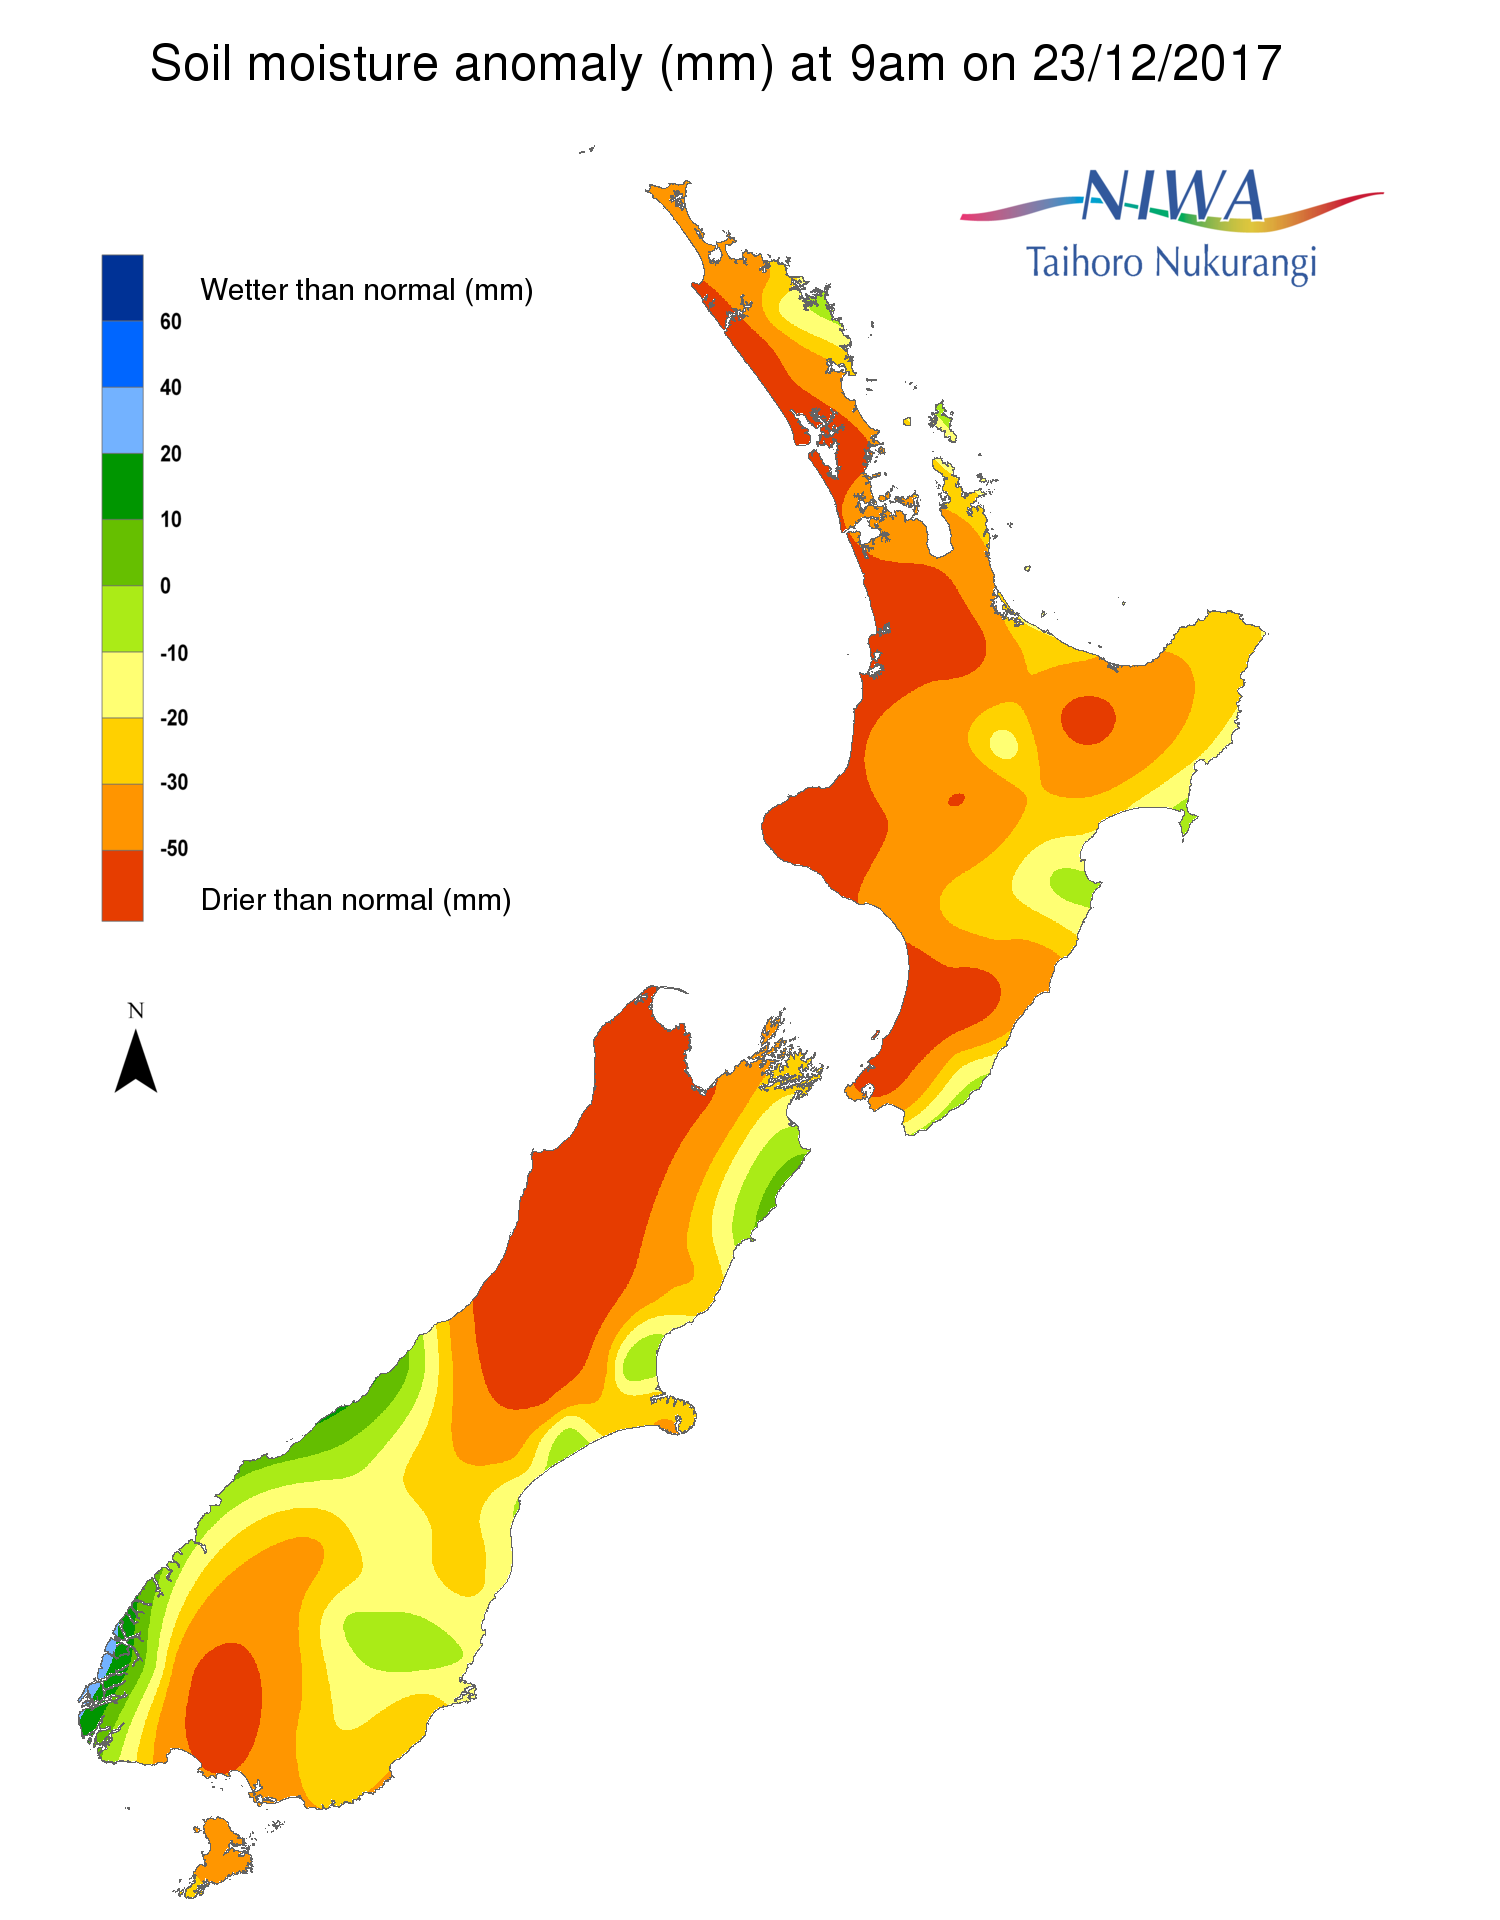 Soil moisture anomaly (mm) at 9am on 23/12/2017
NIWA
Taihoro Nukurangi
Wetter than normal (mm)
60
40
20
10
0
-10
-20
-30
-50
Drier than normal (mm)
N